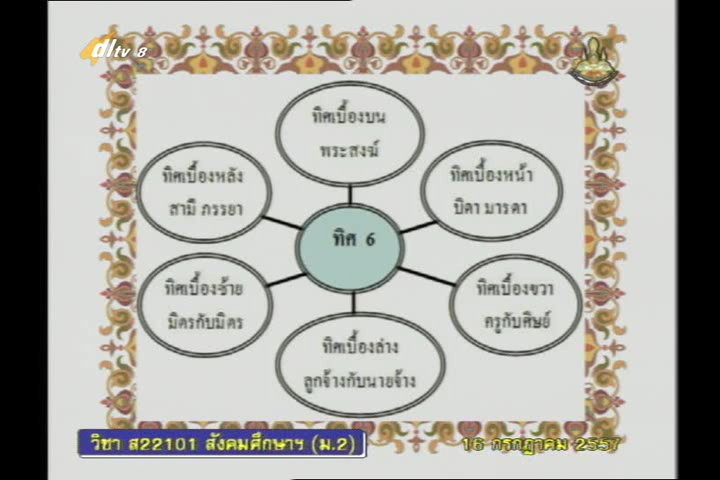 dltv 8
ทิศเบื้องบน
พระสงฆ์
ทิศเบื้องหลัง
สามี ภรรยา
ทิศเบื้องหน้า
บิดา มารดา
ทิศ 6
ทิศเบื้องซ้าย
มิตรกับมิตร
ทิศเบื้องขวา
ครูกับศิษย์
ทิศเบื้องล่าง
ลูกจ้างกับนายจ้าง
วิชา ส22101 สังคมศึกษาฯ (ม.2)
16 กรกฎาคม 2557